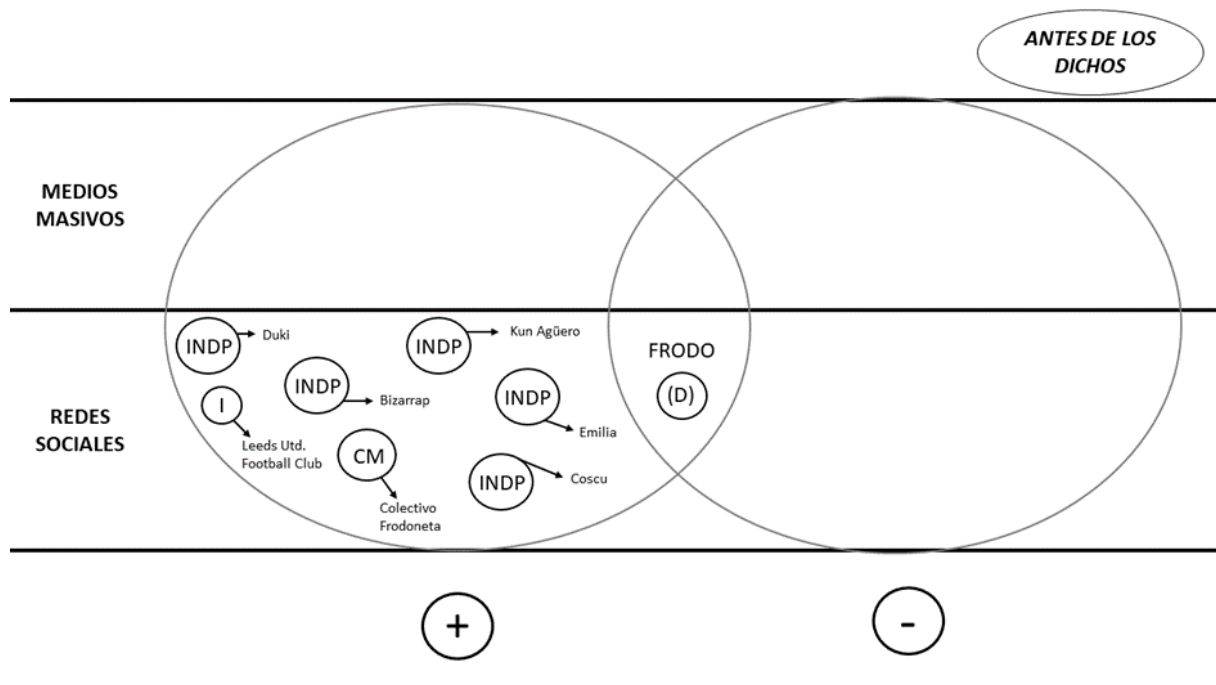 ANTES DE LOS
DICHOS
MEDIOS
MASIVOS
INDP
Duki
INDP
Kun Agüero
FRODO
INDP
Bizarrap
INDP
Emilia
(D)
I
Leeds Utd.
Football Club
REDES
SOCIALES
CM
Colectivo
Frodoneta
INDP
Coscu
+
-